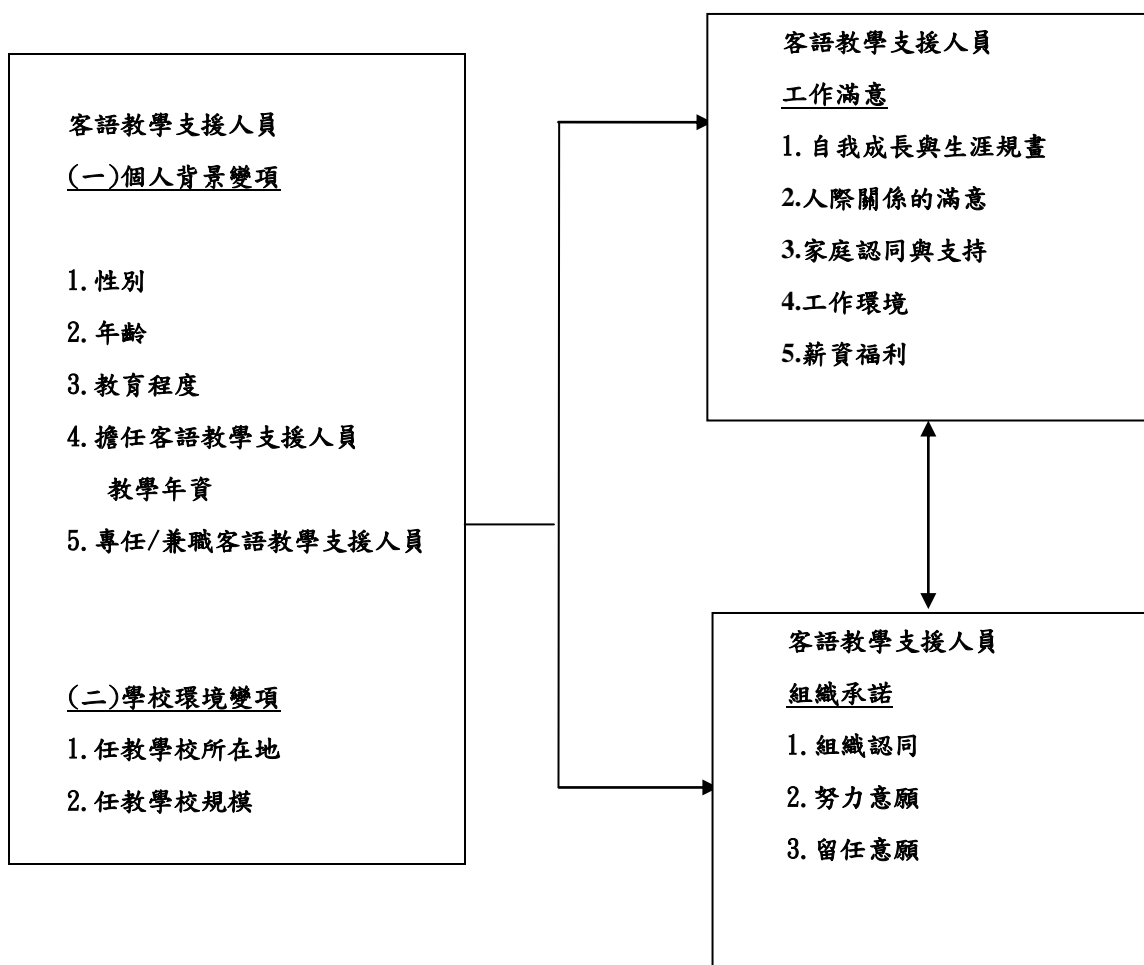 客語教學支援人員
(一)個人背景變項
1.性別
2.年齡
3.教育程度
4.擔任客語教學支援人員
教學年資
5.專任/兼職客語教學支援人員
(二)學校環境變項
1.任教學校所在地
2.任教學校規模
客語教學支援人員
工作滿意
1.自我成長與生涯規畫
2.人際關係的滿意
3.家庭認同與支持
4.工作環境
5.薪資福利
客語教學支援人員
組織承諾
1.組織認同
2.努力意願
3.留任意願